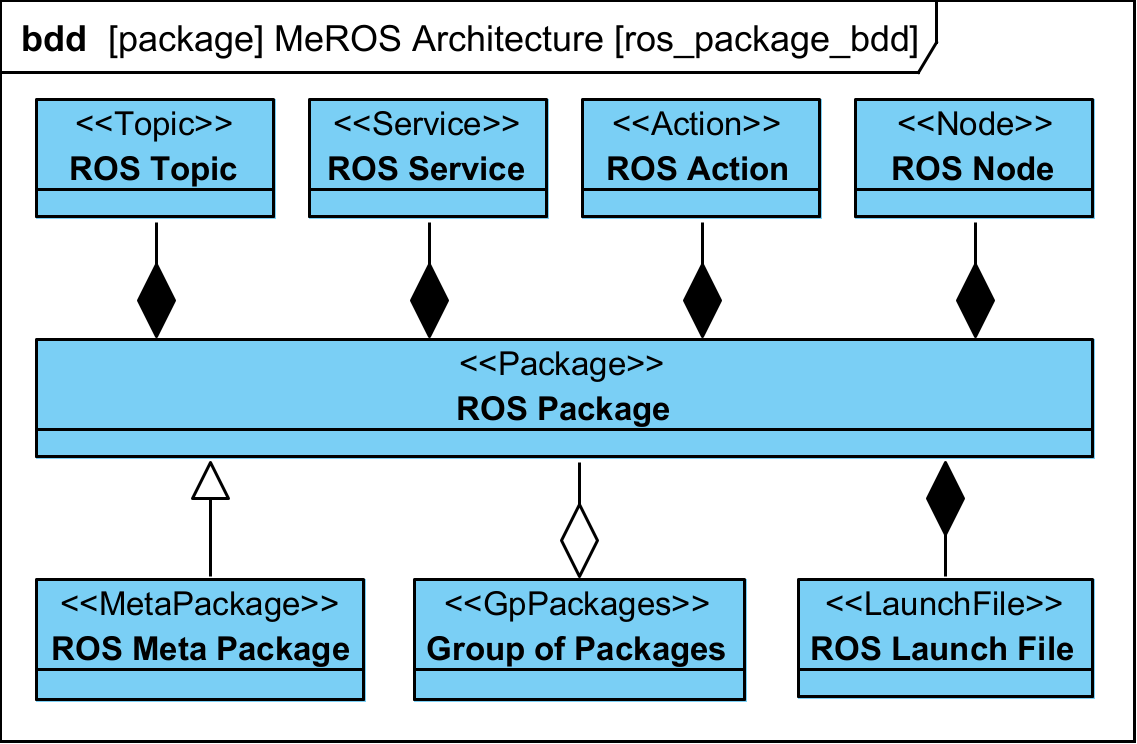 bdd [package] MeROS Architecture [ros_package_bdd]
<<Topic>>
ROS Topic
<<Service>>
ROS Service
<<Action>>
ROS Action
<<Node>>
ROS Node
<<Package>>
ROS Package
<<MetaPackage>>
ROS Meta Package
<<GpPackages>>
Group of Packages
<<LaunchFile>>
ROS Launch File